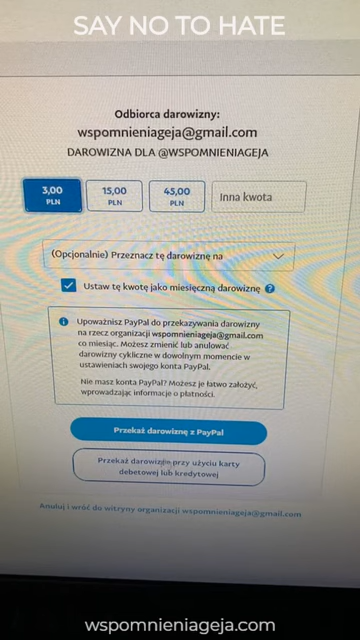 SAY NO TO HATE
Odbiorca darowizny:
wspomnieniageja@gmail.com
DAROWIZNA DLA @WSPOMNIENIAGEJA
3,00 PLN
15,00 PLN
45,00 PLN
Inna kwota
(Opcjonalnie) Przeznacz tę darowiznę na
Ustaw tę kwotę jako miesięczną darowiznę ?
Upoważnisz PayPal do przekazywania darowizny
na rzecz organizacji wspomnieniageja@gmail.com
co miesiąc. Możesz zmienić lub anulować
darowizny cykliczne w dowolnym momencie w
ustawieniach swojego konta PayPal.
Nie masz konta PayPal? Możesz je łatwo założyć,
wprowadzając informacje o płatności.
Przekaż darowiznę z PayPal
Przekaż darowiznę przy użyciu karty
debetowej lub kredytowej
Anuluj i wróć do witryny organizacji wspomnieniageja@gmail.com
wspomnieniageja.com